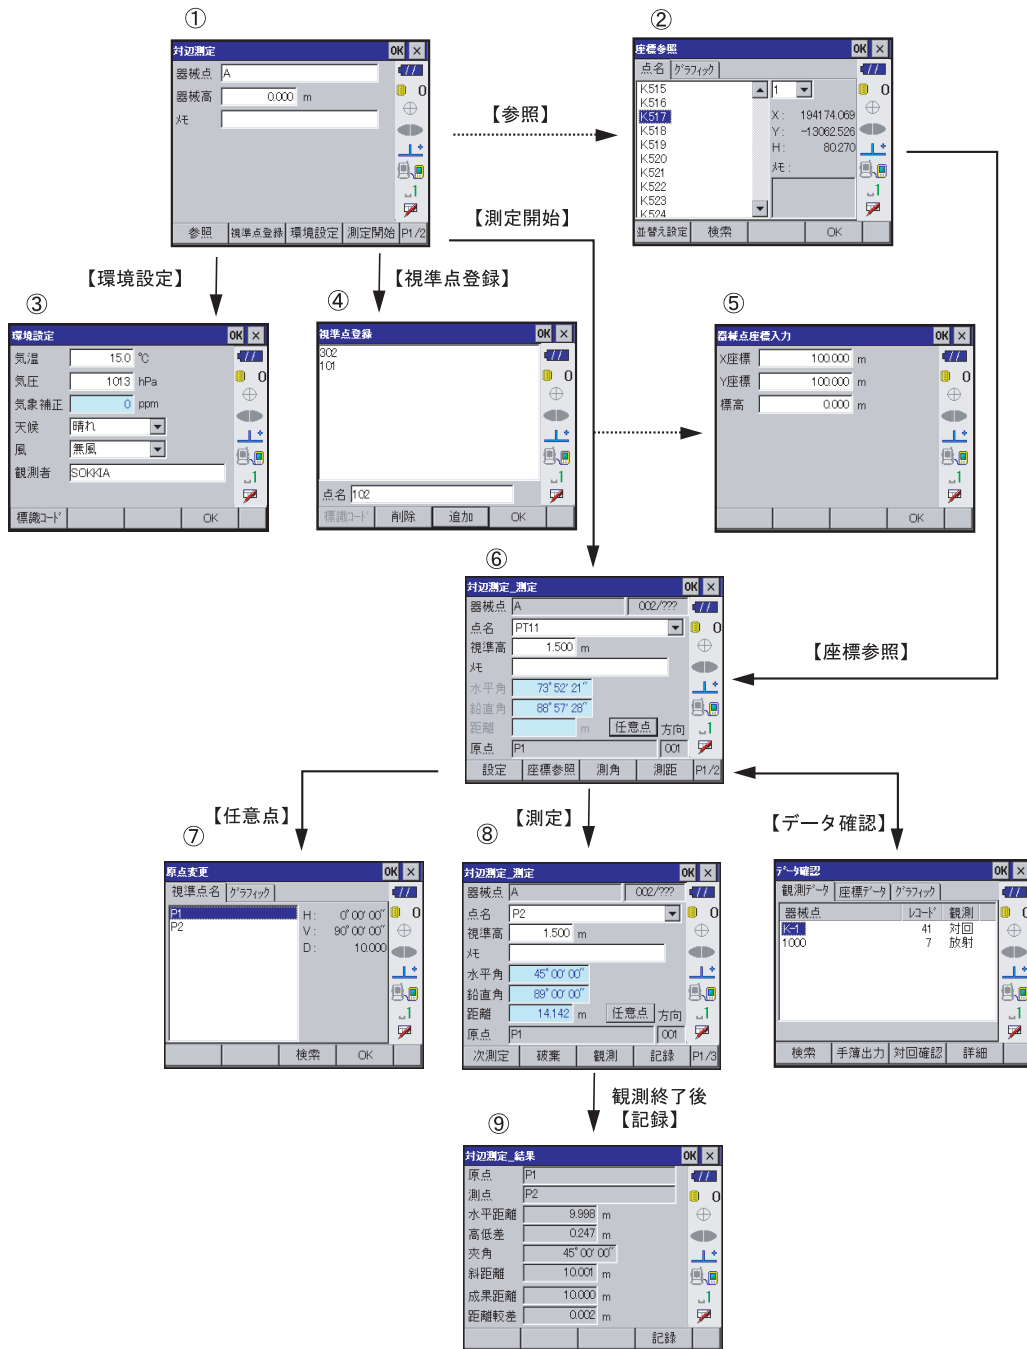 ①
対辺測定 OK ×
器械点 A
器械高 0.000 m
メモ
0
1
参照 視準点登録 環境設定 測定開始 P1/2
【参照】
②
座標参照 OK ×
点名 グラフィック
K515
K516
K517
K518
K519
K520
K521
K522
K523
K524
1
X: 194174.069
Y: -13062.526
H: 80.270
メモ:
0
1
並替え設定 検索 OK
【測定開始】
【環境設定】
【視準点登録】
③
環境設定 OK ×
気温 15.0 ℃
気圧 1013 hPa
気象補正 0 ppm
天候 晴れ
風 無風
観測者 SOKKIA
0
1
標識コード OK
④
視準点登録 OK ×
302
101
点名 102
0
1
標識コード 削除 追加 OK
⑤
器械点座標入力 OK ×
X座標 100.000 m
Y座標 100.000 m
標高 0.000 m
0
1
OK
⑥
対辺測定_測定 OK ×
器械点 A 002/???
点名 PT11
視準高 1.500 m
メモ
水平角 73°52'21"
鉛直角 88°57'28"
距離 m 任意点 方向
原点 P1 001
0
1
設定 座標参照 測角 測距 P1/2
【座標参照】
【任意点】
【測定】
【データ確認】
⑦
原点変更 OK ×
視準点名 グラフィック
P1
P2
H: 0°00'00"
V: 90°00'00"
D: 10.000
0
1
検索 OK
⑧
対辺測定_測定 OK ×
器械点 A 002/???
点名 P2
視準高 1.500 m
メモ
水平角 45°00'00"
鉛直角 89°00'00"
距離 14.142 m 任意点 方向
原点 P1 001
0
1
次測定 破棄 観測 記録 P1/3
データ確認 OK ×
観測データ 座標データ グラフィック
器械点 レコード 観測
K-1 41 対回
1000 7 放射
0
1
検索 手簿出力 対回確認 詳細
観測終了後
【記録】
⑨
対辺測定_結果 OK ×
原点 P1
測点 P2
水平距離 9.998 m
高低差 0.247 m
夾角 45°00'00"
斜距離 10.001 m
成果距離 10.000 m
距離較差 0.002 m
0
1
記録